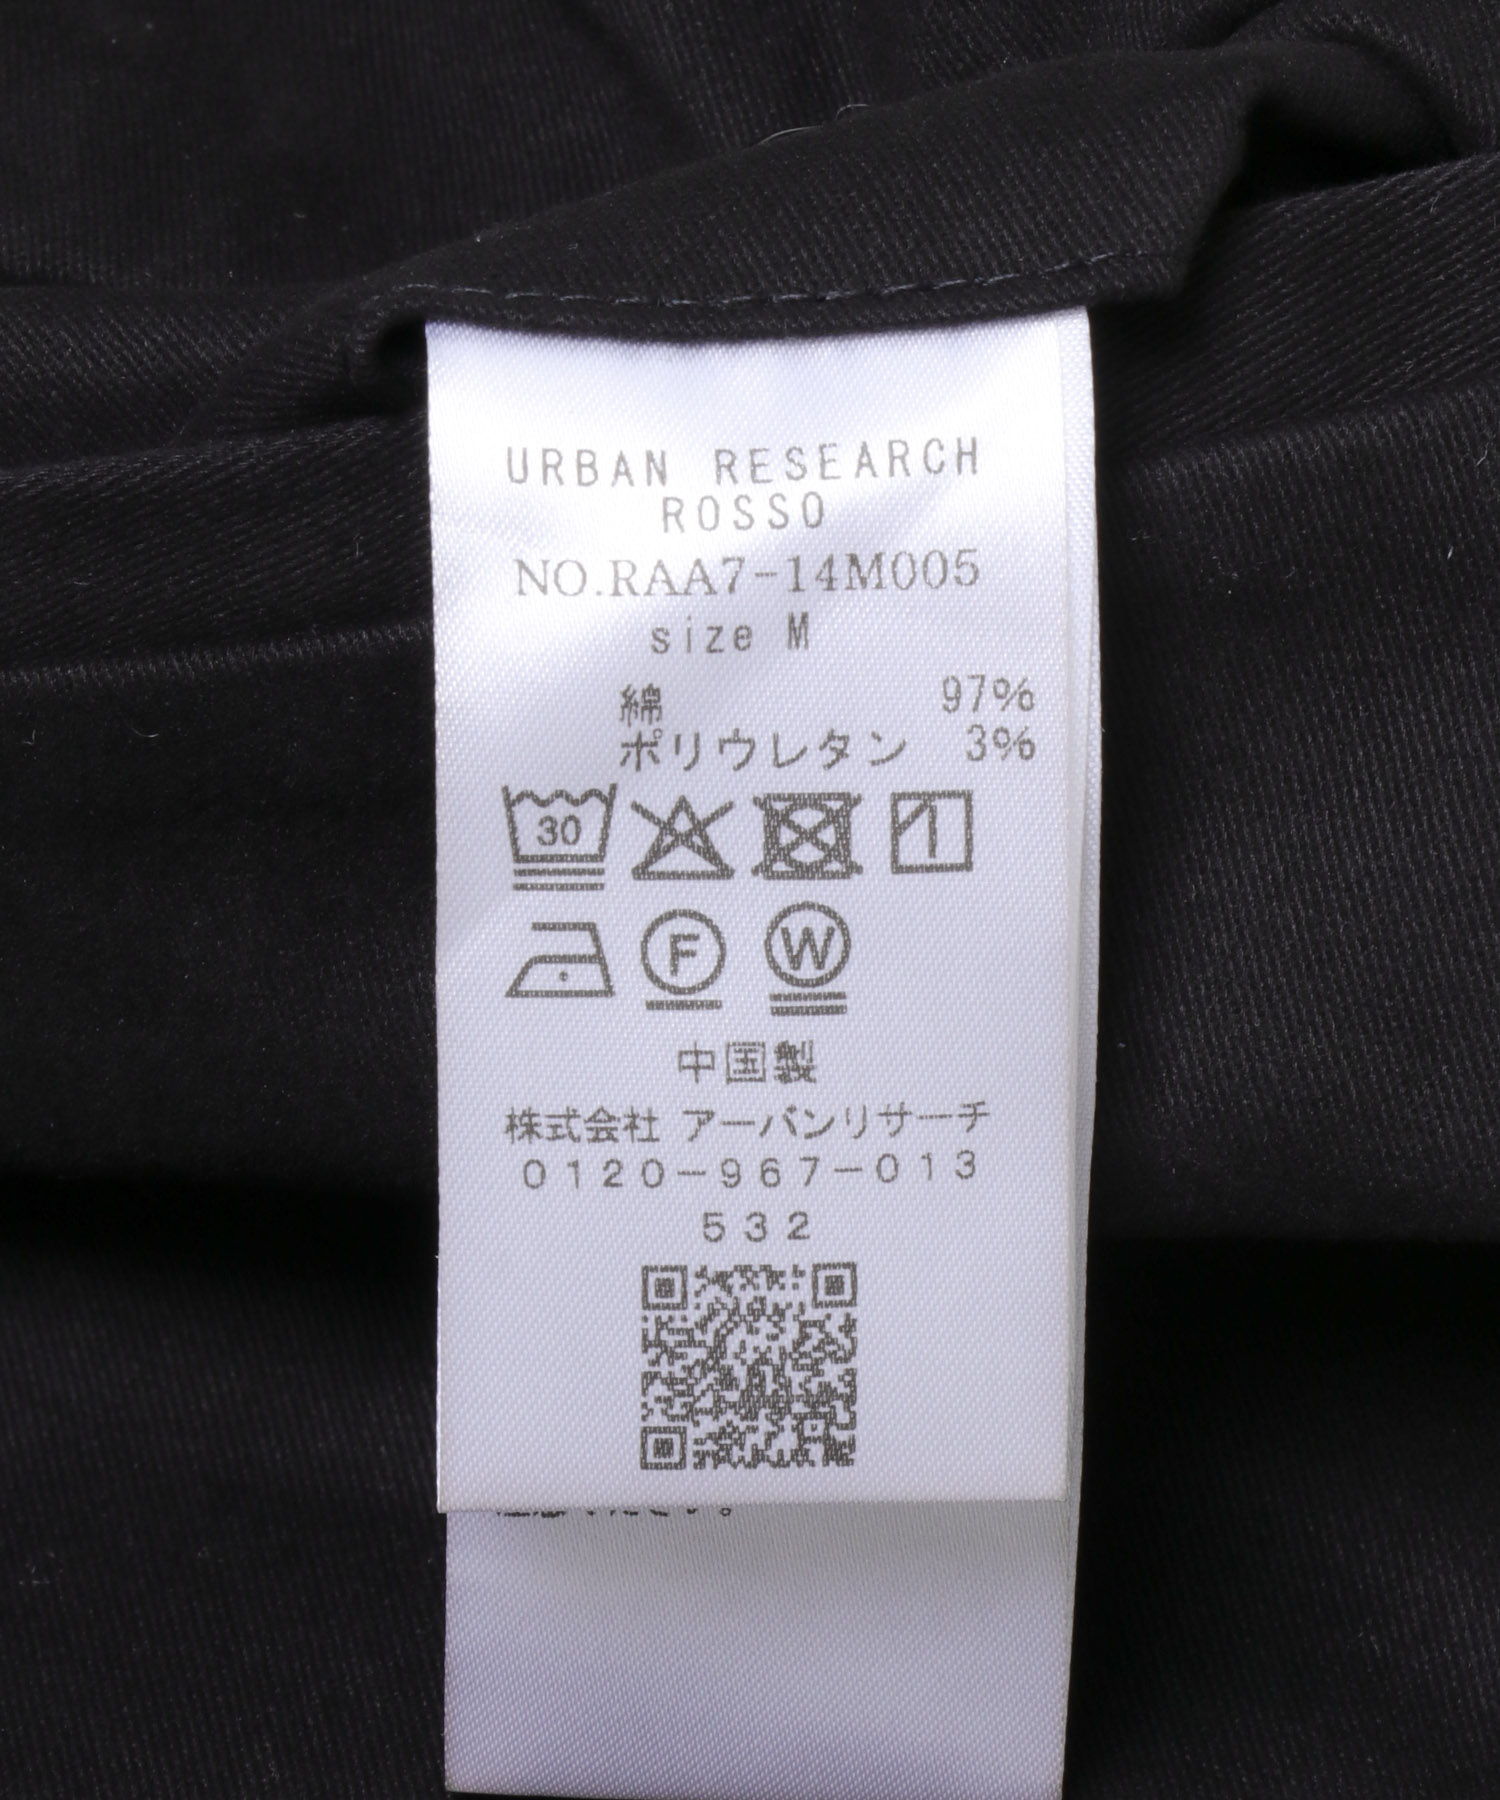 URBAN RESEARCH
ROSSO
NO.RAA7-14M005
size M
綿 97%
ポリウレタン 3%
30
F W
中国製
株式会社 アーバンリサーチ
0120-967-013
532